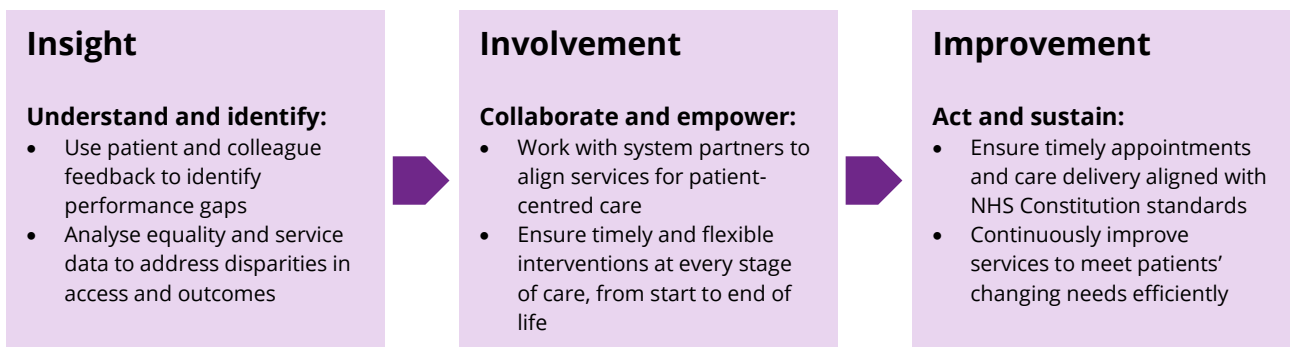 Insight
Understand and identify:
• Use patient and colleague
feedback to identify
performance gaps
• Analyse equality and service
data to address disparities in
access and outcomes
Involvement
Collaborate and empower:
• Work with system partners to
align services for patient-
centred care
• Ensure timely and flexible
interventions at every stage
of care, from start to end of
life
Improvement
Act and sustain:
• Ensure timely appointments
and care delivery aligned with
NHS Constitution standards
• Continuously improve
services to meet patients’
changing needs efficiently